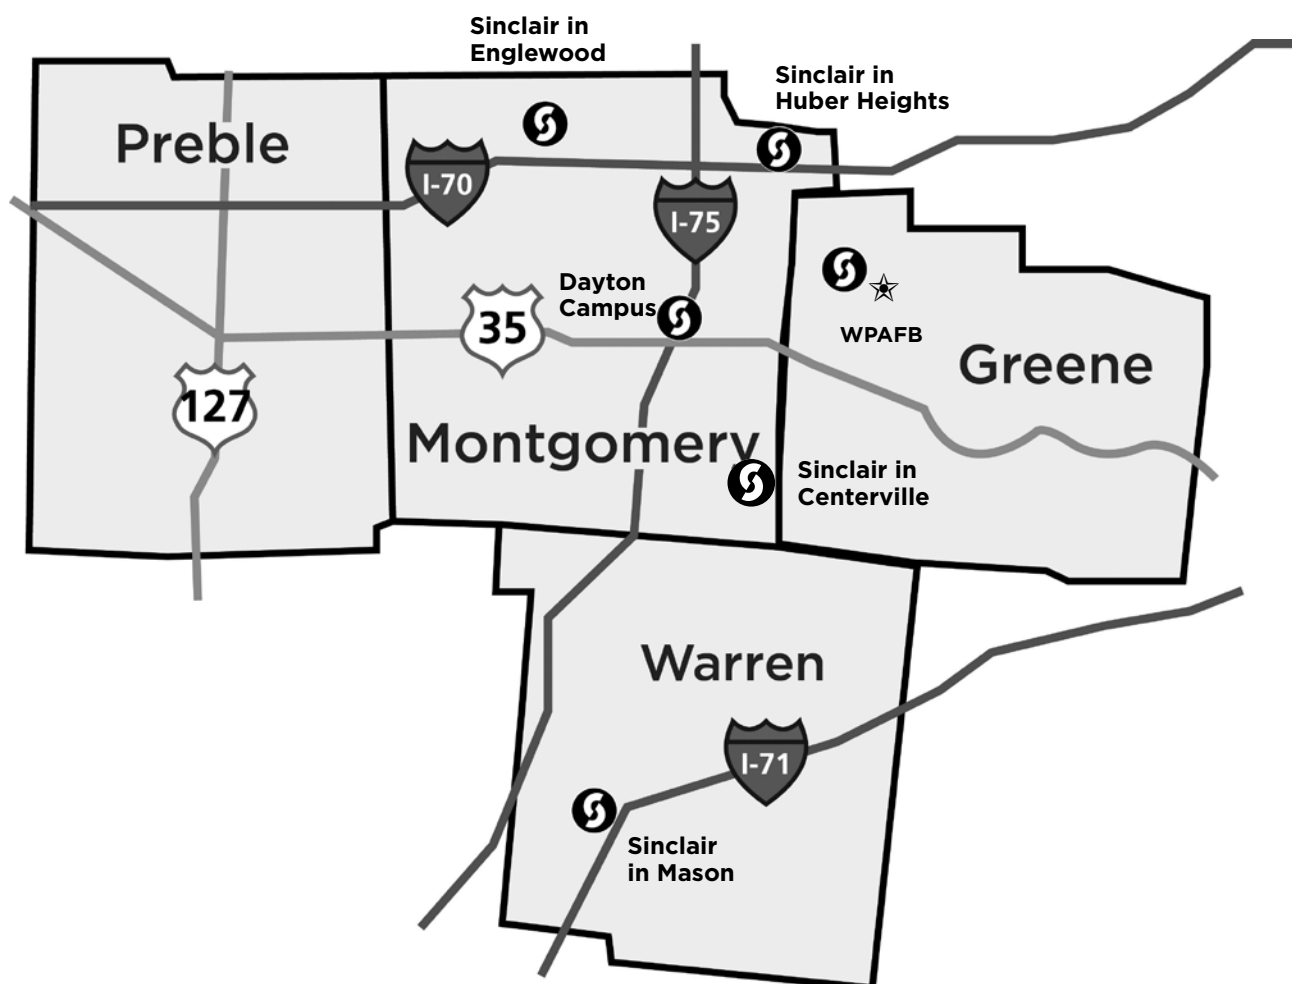 Sinclair in
Englewood
Sinclair in
Huber Heights
Preble
I-70
I-75
Dayton
Campus
35
WPAFB
Greene
127
Montgomery
Sinclair in
Centerville
Warren
I-71
Sinclair
in Mason